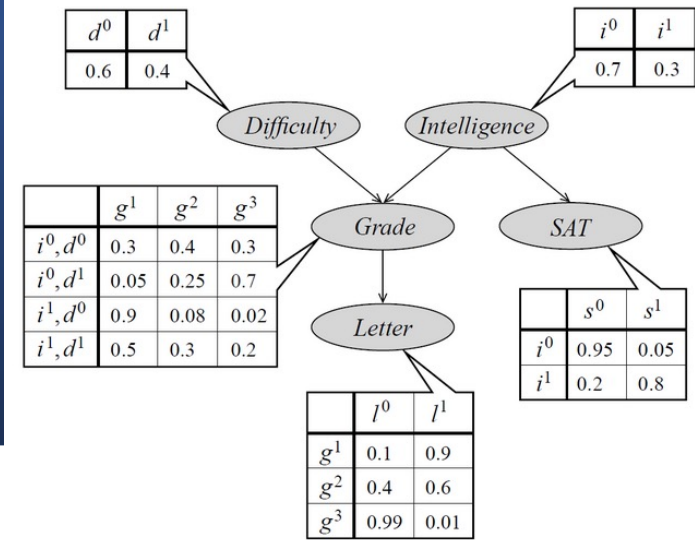 d⁰ d¹
0.6 0.4
i⁰ i¹
0.7 0.3
Difficulty
Intelligence
g¹ g² g³
i⁰, d⁰ 0.3 0.4 0.3
i⁰, d¹ 0.05 0.25 0.7
i¹, d⁰ 0.9 0.08 0.02
i¹, d¹ 0.5 0.3 0.2
Grade
SAT
Letter
s⁰ s¹
i⁰ 0.95 0.05
i¹ 0.2 0.8
l⁰ l¹
g¹ 0.1 0.9
g² 0.4 0.6
g³ 0.99 0.01